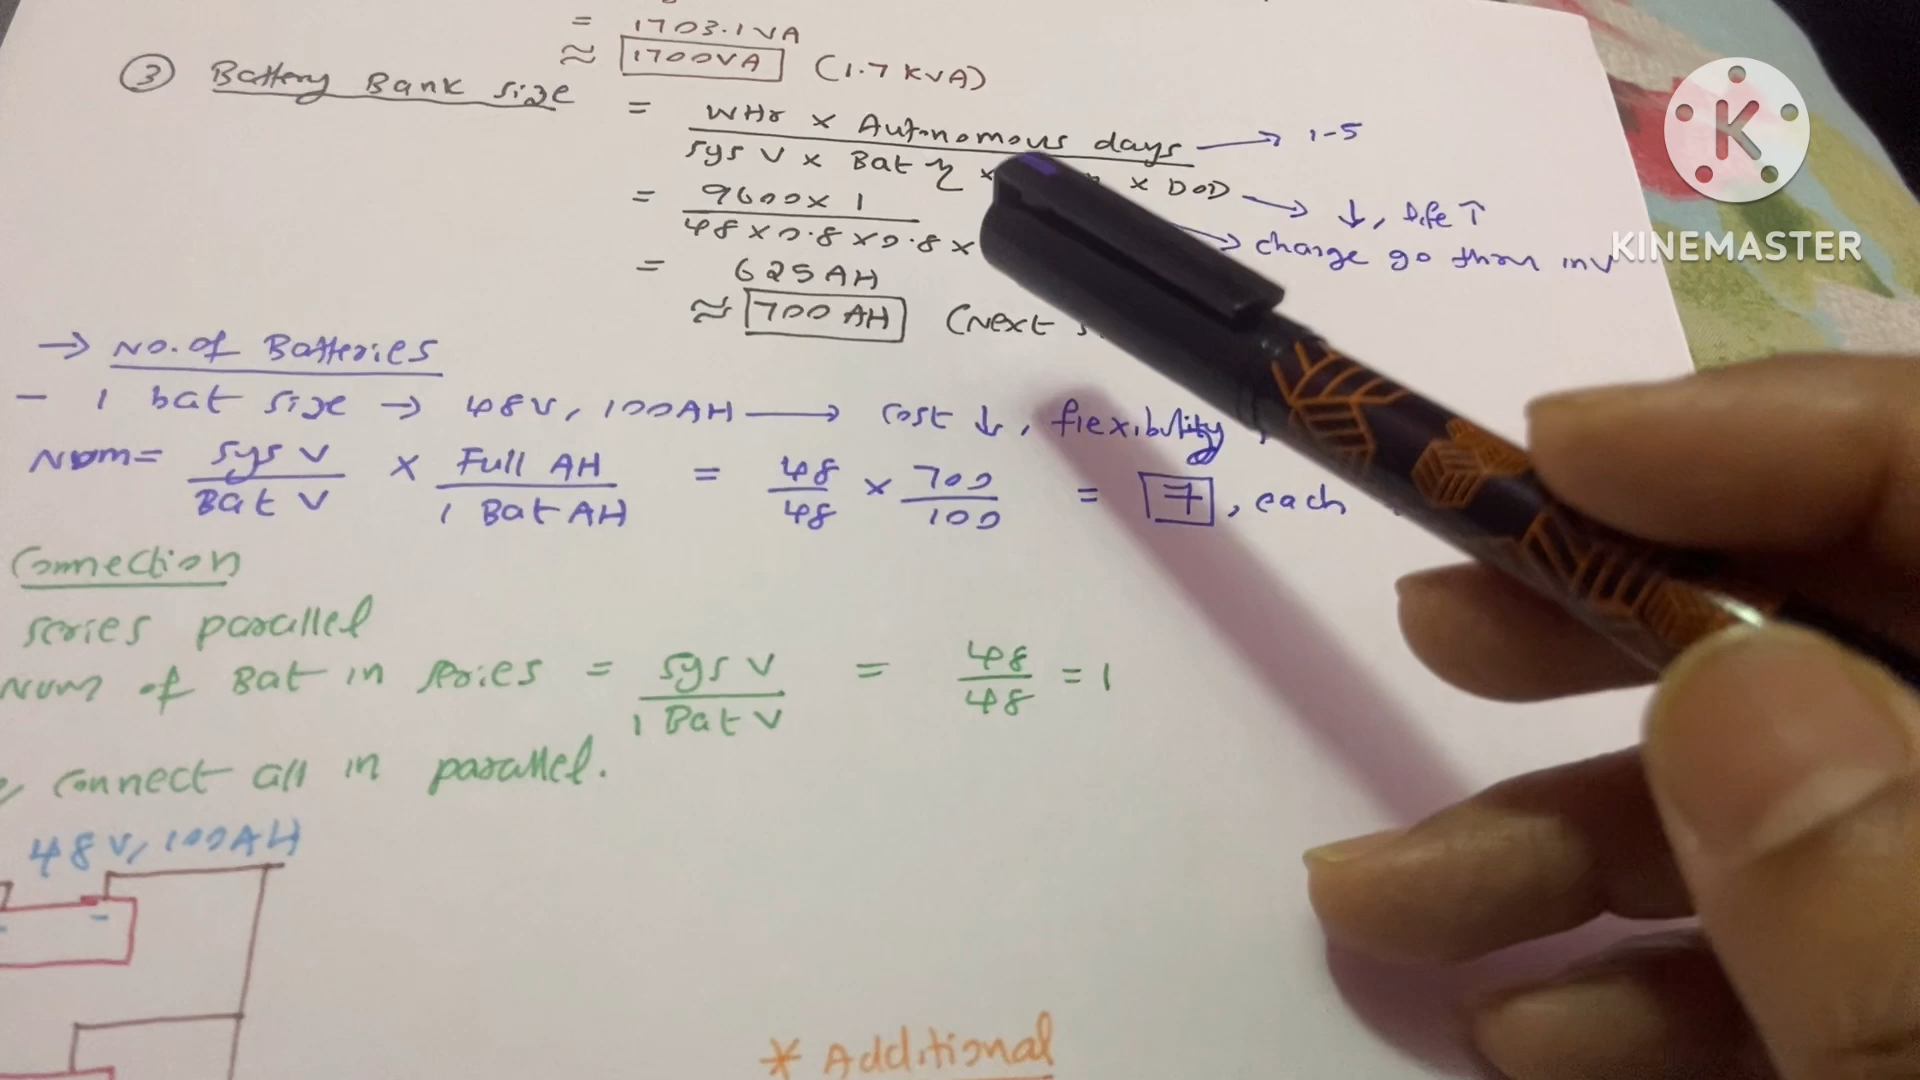 = 1703.1VA
≈ 1700VA (1.7 KVA)
③ Battery Bank size = WHr x Autonomous days → 1-5
Sys V x Bat η x x DOD → ↓, life ↑
= 9600 x 1
48 x 0.8 x 0.8 x → charge go thru inv
= 625 AH
≈ 700 AH (Next
→ No. of Batteries
- 1 bat size → 48V, 100AH → cost ↓, flexibility
Num = Sys V / Bat V x Full AH / 1 Bat AH = 48/48 x 700/100 = 7, each
Connection
series parallel
Num of Bat in series = Sys V / 1 Bat V = 48/48 = 1
connect all in parallel.
48 V, 100AH
-
* Additional
K
KINEMASTER